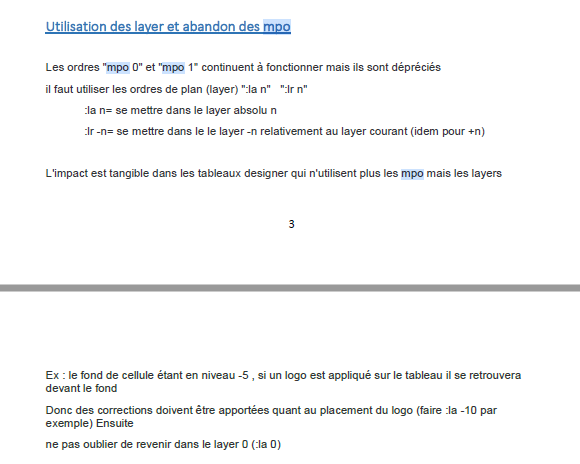 Utilisation des layer et abandon des mpo
Les ordres "mpo 0" et "mpo 1" continuent à fonctionner mais ils sont dépréciés
il faut utiliser les ordres de plan (layer) ":la n" ":lr n"
:la n= se mettre dans le layer absolu n
:lr -n= se mettre dans le le layer -n relativement au layer courant (idem pour +n)
L'impact est tangible dans les tableaux designer qui n'utilisent plus les mpo mais les layers
3
Ex : le fond de cellule étant en niveau -5 , si un logo est appliqué sur le tableau il se retrouvera
devant le fond
Donc des corrections doivent être apportées quant au placement du logo (faire :la -10 par
exemple) Ensuite
ne pas oublier de revenir dans le layer 0 (:la 0)